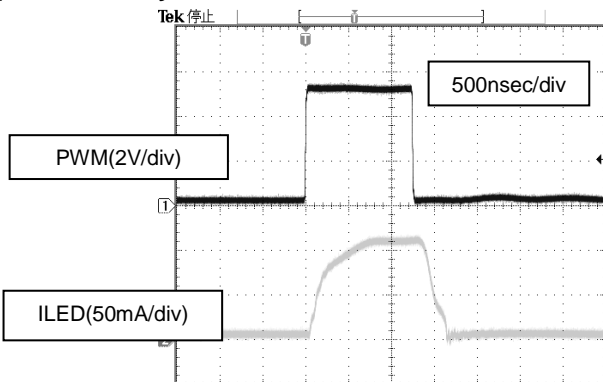 Tek 停止
T
T
500nsec/div
PWM(2V/div)
1
ILED(50mA/div)